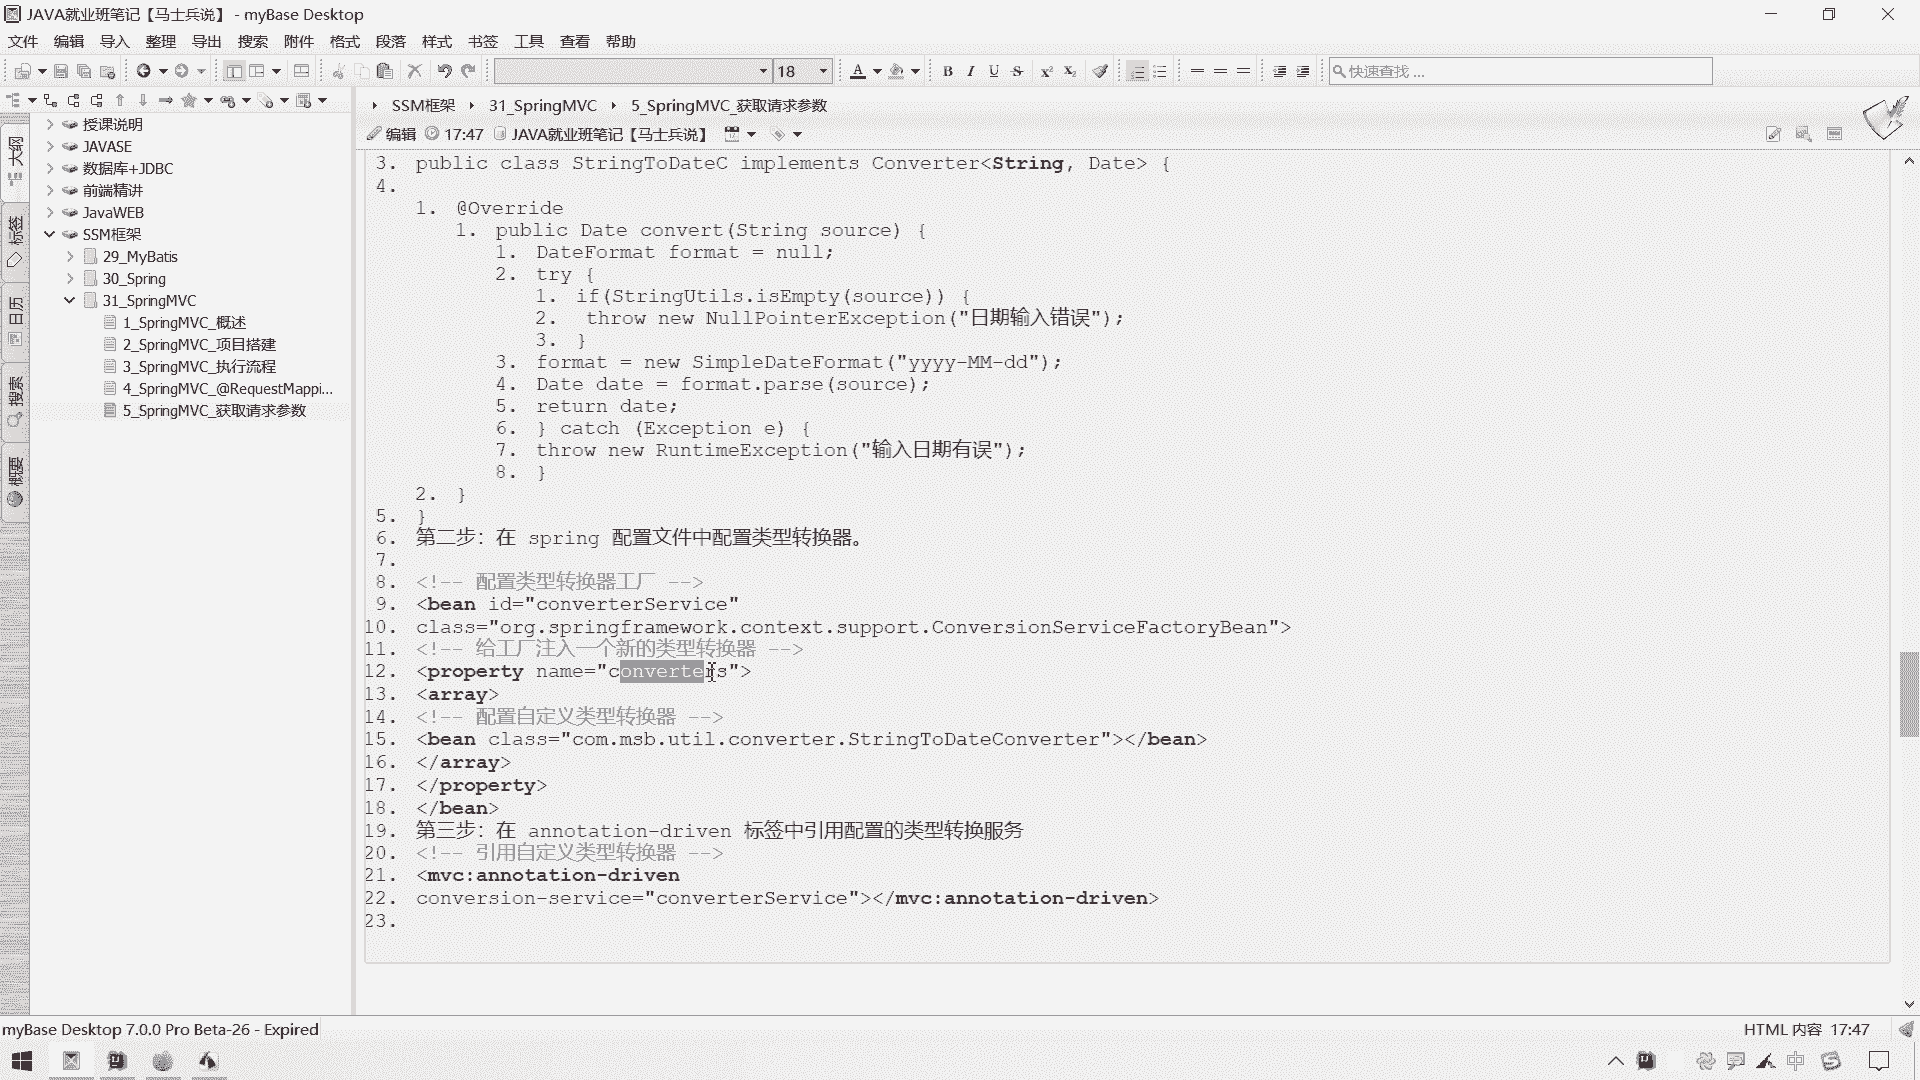 JAVA就业班笔记【马士兵说】 - myBase Desktop
文件 编辑 导入 整理 导出 搜索 附件 格式 段落 样式 书签 工具 查看 帮助
18 A B I U S X² X₂ 快速查找 ...
SSM框架 31_SpringMVC 5_SpringMVC_获取请求参数
编辑 17:47 JAVA就业班笔记【马士兵说】
大纲
标签
日历
搜索
概要
授课说明
JAVASE
数据库+JDBC
前端精讲
JavaWEB
SSM框架
29_MyBatis
30_Spring
31_SpringMVC
1_SpringMVC_概述
2_SpringMVC_项目搭建
3_SpringMVC_执行流程
4_SpringMVC_@RequestMappi...
5_SpringMVC_获取请求参数
3. public class StringToDateC implements Converter<String, Date> {
4.
1. @Override
1. public Date convert(String source) {
1. DateFormat format = null;
2. try {
1. if(StringUtils.isEmpty(source)) {
2. throw new NullPointerException("日期输入错误");
3. }
3. format = new SimpleDateFormat("yyyy-MM-dd");
4. Date date = format.parse(source);
5. return date;
6. } catch (Exception e) {
7. throw new RuntimeException("输入日期有误");
8. }
2. }
5. }
6. 第二步：在 spring 配置文件中配置类型转换器。
7.
8. <!-- 配置类型转换器工厂 -->
9. <bean id="converterService"
10. class="org.springframework.context.support.ConversionServiceFactoryBean">
11. <!-- 给工厂注入一个新的类型转换器 -->
12. <property name="converters">
13. <array>
14. <!-- 配置自定义类型转换器 -->
15. <bean class="com.msb.util.converter.StringToDateConverter"></bean>
16. </array>
17. </property>
18. </bean>
19. 第三步：在 annotation-driven 标签中引用配置的类型转换服务
20. <!-- 引用自定义类型转换器 -->
21. <mvc:annotation-driven
22. conversion-service="converterService"></mvc:annotation-driven>
23.
myBase Desktop 7.0.0 Pro Beta-26 - Expired
HTML 内容 17:47
中